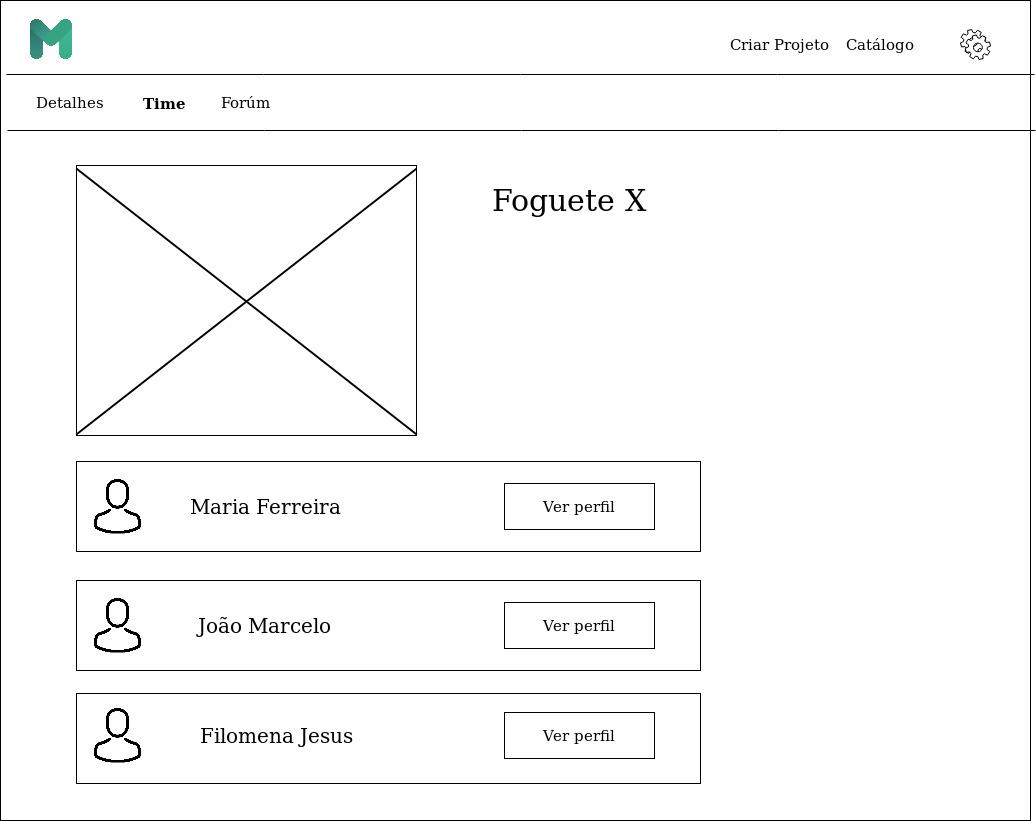 M
Criar Projeto Catálogo
Detalhes Time Forúm
Foguete X
Maria Ferreira Ver perfil
João Marcelo Ver perfil
Filomena Jesus Ver perfil